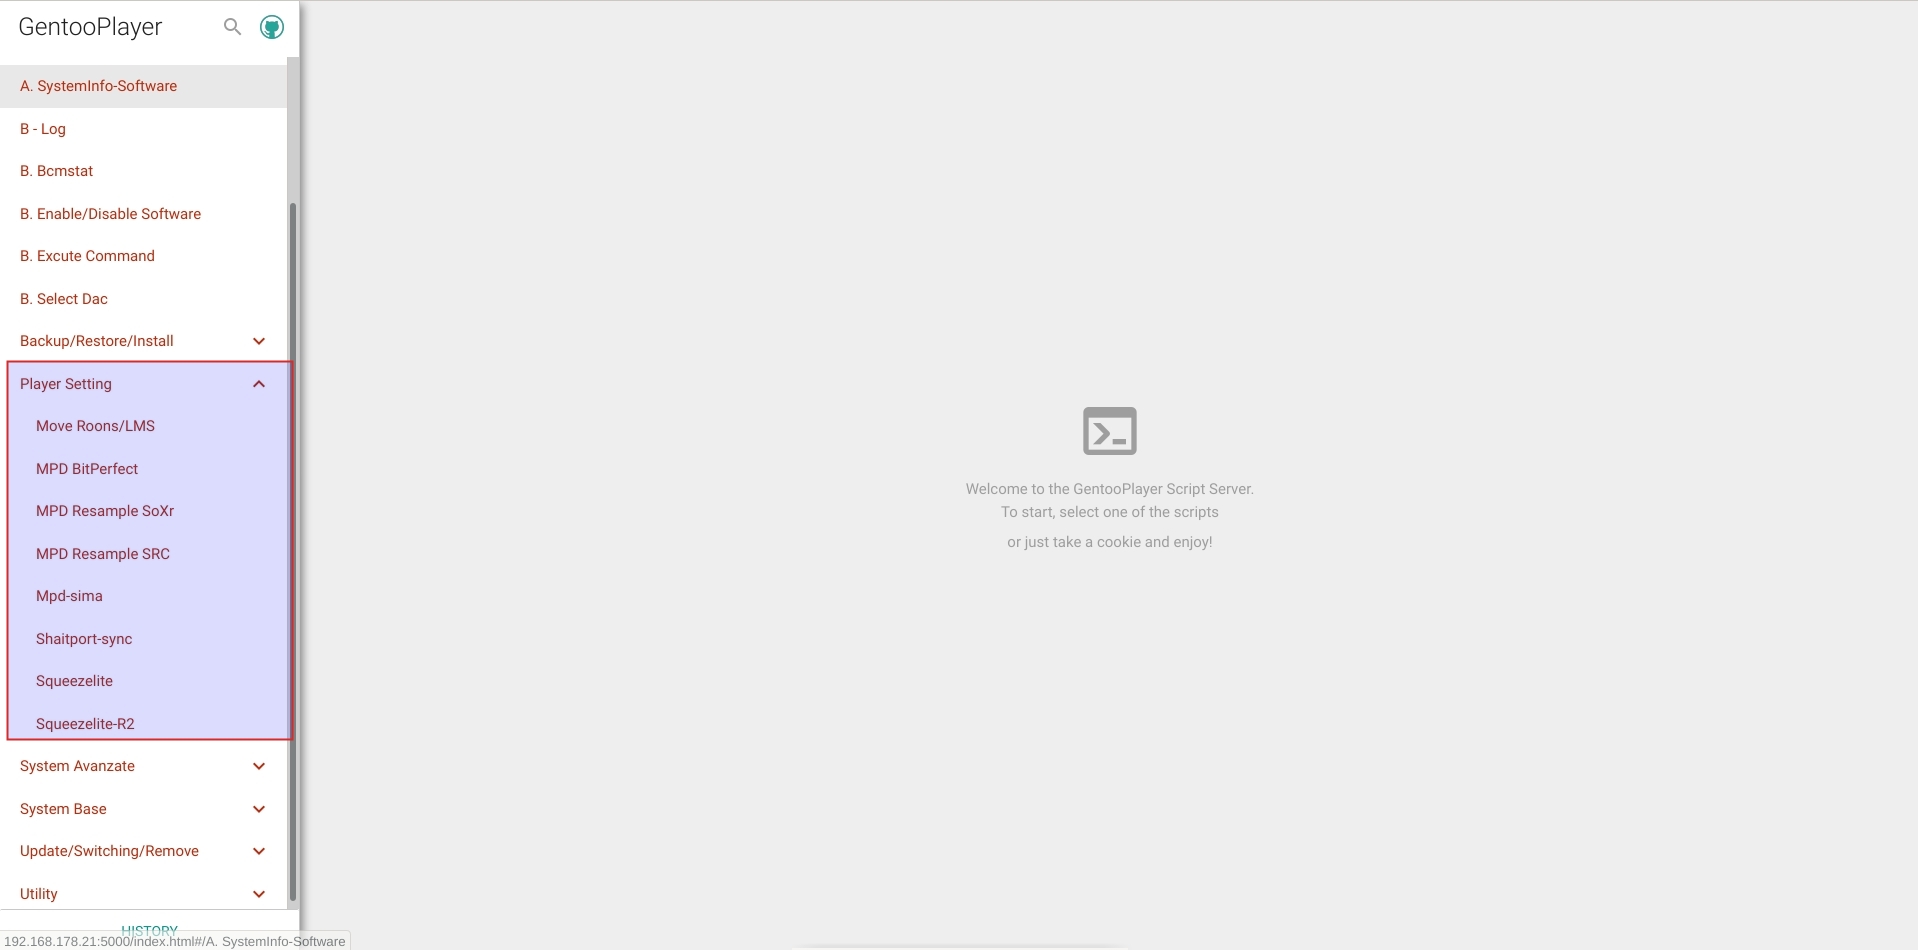 GentooPlayer
A. SystemInfo-Software
B - Log
B. Bcmstat
B. Enable/Disable Software
B. Excute Command
B. Select Dac
Backup/Restore/Install
Player Setting
Move Roons/LMS
MPD BitPerfect
MPD Resample SoXr
MPD Resample SRC
Mpd-sima
Shaitport-sync
Squeezelite
Squeezelite-R2
System Avanzate
System Base
Update/Switching/Remove
Utility
HISTORY
192.168.178.21:5000/index.html#/A. SystemInfo-Software
Welcome to the GentooPlayer Script Server.
To start, select one of the scripts
or just take a cookie and enjoy!